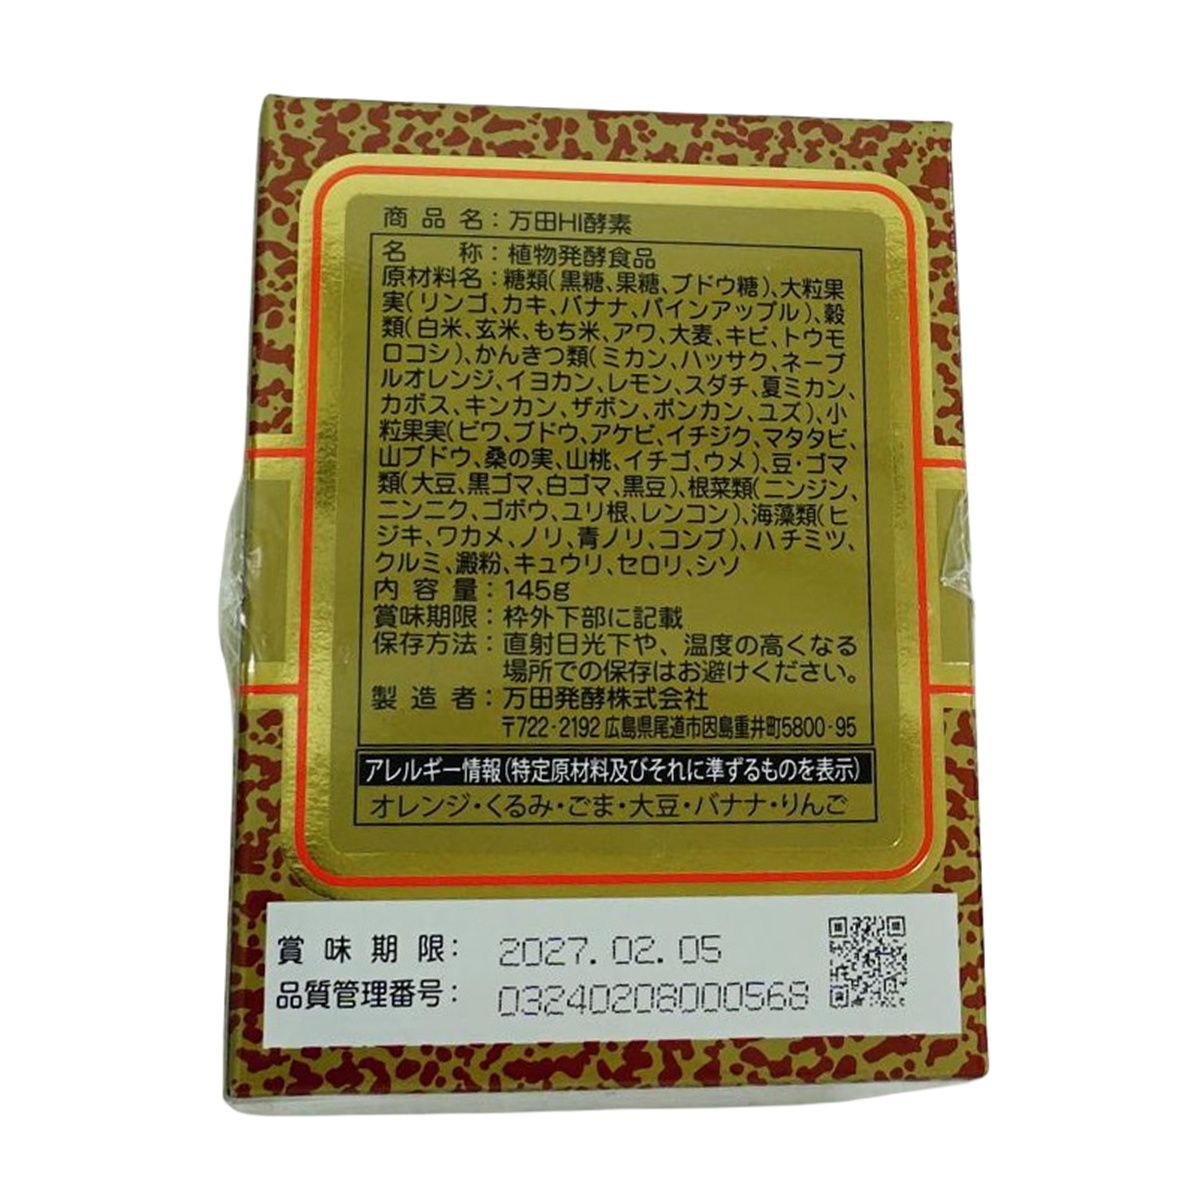 商品名：万田HI酵素
名称：植物発酵食品
原材料名：糖類(黒糖、果糖、ブドウ糖)、大粒果
実(リンゴ、カキ、バナナ、パインアップル)、穀
類(白米、玄米、もち米、アワ、大麦、キビ、トウモ
ロコシ)、かんきつ類(ミカン、ハッサク、ネーブ
ルオレンジ、イヨカン、レモン、スダチ、夏ミカン、
カボス、キンカン、ザボン、ポンカン、ユズ)、小
粒果実(ビワ、ブドウ、アケビ、イチジク、マタタビ、
山ブドウ、桑の実、山桃、イチゴ、ウメ)、豆・ゴマ
類(大豆、黒ゴマ、白ゴマ、黒豆)、根菜類(ニンジン、
ニンニク、ゴボウ、ユリ根、レンコン)、海藻類(ヒ
ジキ、ワカメ、ノリ、青ノリ、コンブ)、ハチミツ、
クルミ、澱粉、キュウリ、セロリ、シソ
内容量：145g
賞味期限：枠外下部に記載
保存方法：直射日光下や、温度の高くなる
場所での保存はお避けください。
製造者：万田発酵株式会社
〒722-2192 広島県尾道市因島重井町5800-95
アレルギー情報(特定原材料及びそれに準ずるものを表示)
オレンジ・くるみ・ごま・大豆・バナナ・りんご
賞味期限：2027.02.05
品質管理番号：03240208000568